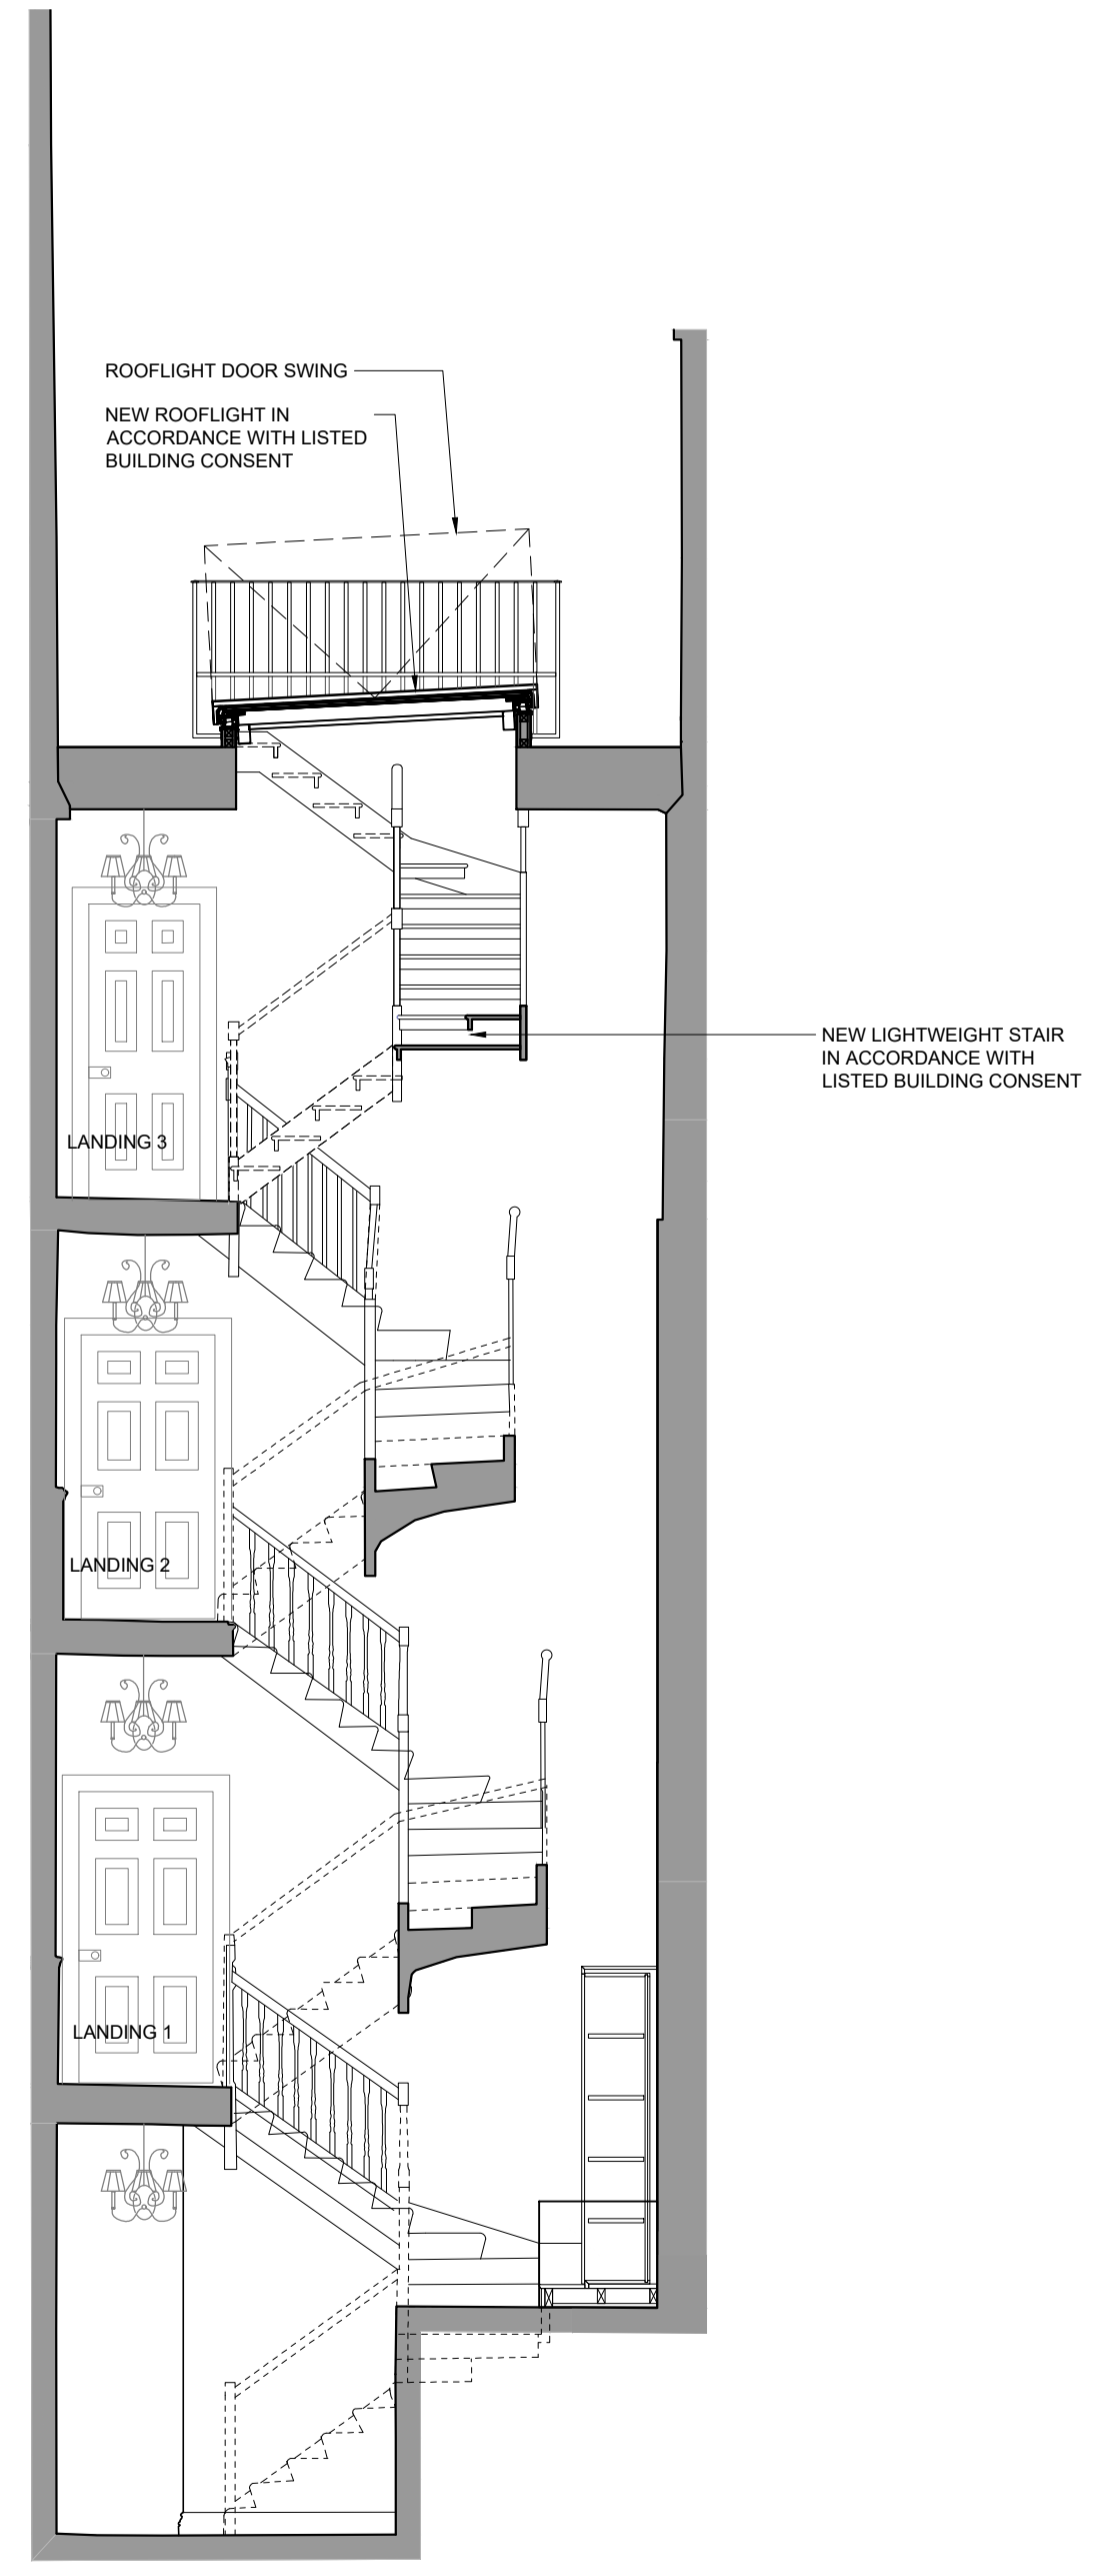 ROOFLIGHT DOOR SWING
NEW ROOFLIGHT IN
ACCORDANCE WITH LISTED
BUILDING CONSENT
NEW LIGHTWEIGHT STAIR
IN ACCORDANCE WITH
LISTED BUILDING CONSENT
LANDING 3
LANDING 2
LANDING 1